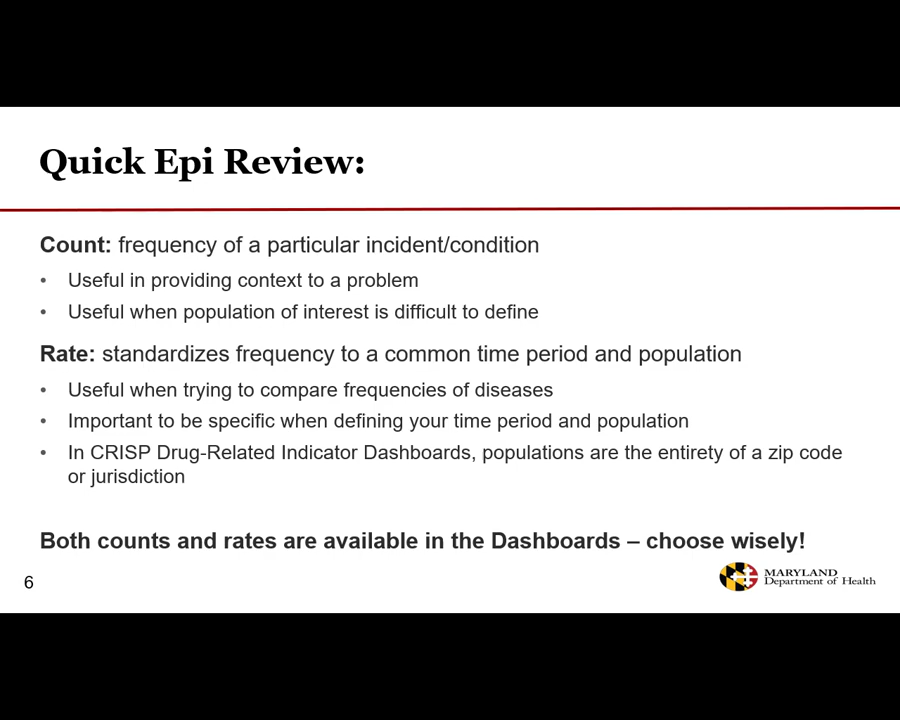 Quick Epi Review:
Count: frequency of a particular incident/condition
• Useful in providing context to a problem
• Useful when population of interest is difficult to define
Rate: standardizes frequency to a common time period and population
• Useful when trying to compare frequencies of diseases
• Important to be specific when defining your time period and population
• In CRISP Drug-Related Indicator Dashboards, populations are the entirety of a zip code
or jurisdiction
Both counts and rates are available in the Dashboards – choose wisely!
6
MARYLAND
Department of Health